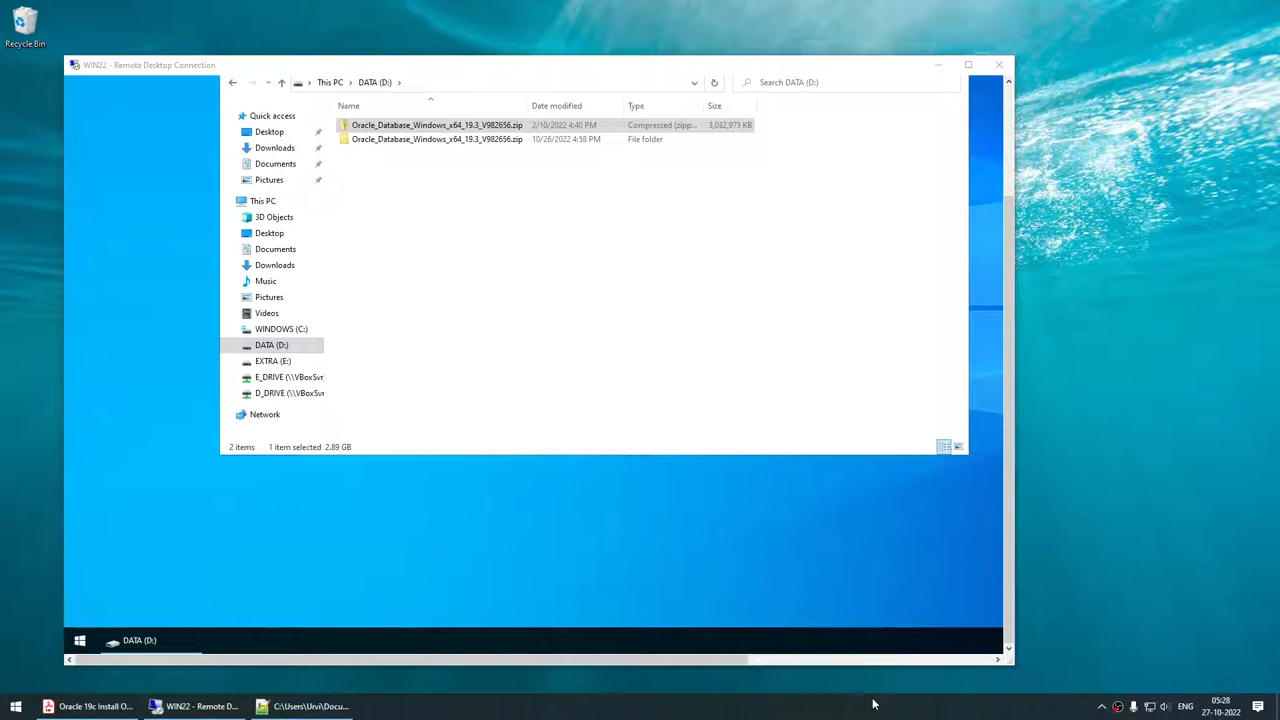 Recycle Bin
WIN22 - Remote Desktop Connection
This PC
DATA (D:)
Search DATA (D:)
Name
Date modified
Type
Size
Oracle_Database_Windows_x64_19.3_V982656.zip
2/10/2022 4:40 PM
Compressed (zipp...
3,032,973 KB
Oracle_Database_Windows_x64_19.3_V982656.zip
10/26/2022 4:58 PM
File folder
Quick access
Desktop
Downloads
Documents
Pictures
This PC
3D Objects
Desktop
Documents
Downloads
Music
Pictures
Videos
WINDOWS (C:)
DATA (D:)
EXTRA (E:)
E_DRIVE (\\VBoxSvr
D_DRIVE (\\VBoxSvr
Network
2 items
1 item selected 2.89 GB
DATA (D:)
Oracle 19c Install O...
WIN22 - Remote D...
C:\Users\Urvi\Docu...
ENG
05:28
27-10-2022